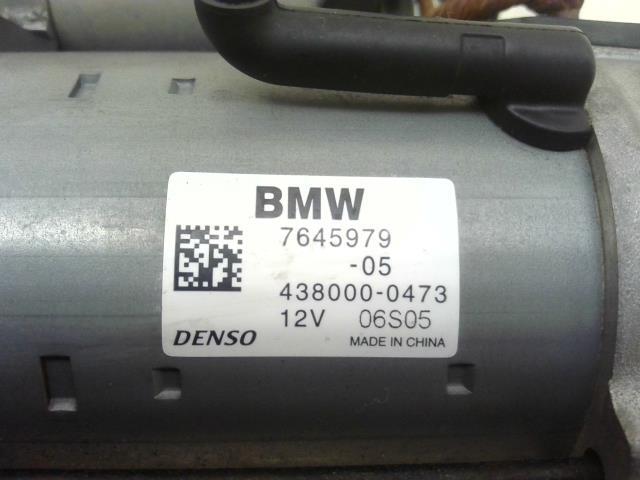 BMW
7645979
-05
438000-0473
12V 06S05
DENSO MADE IN CHINA